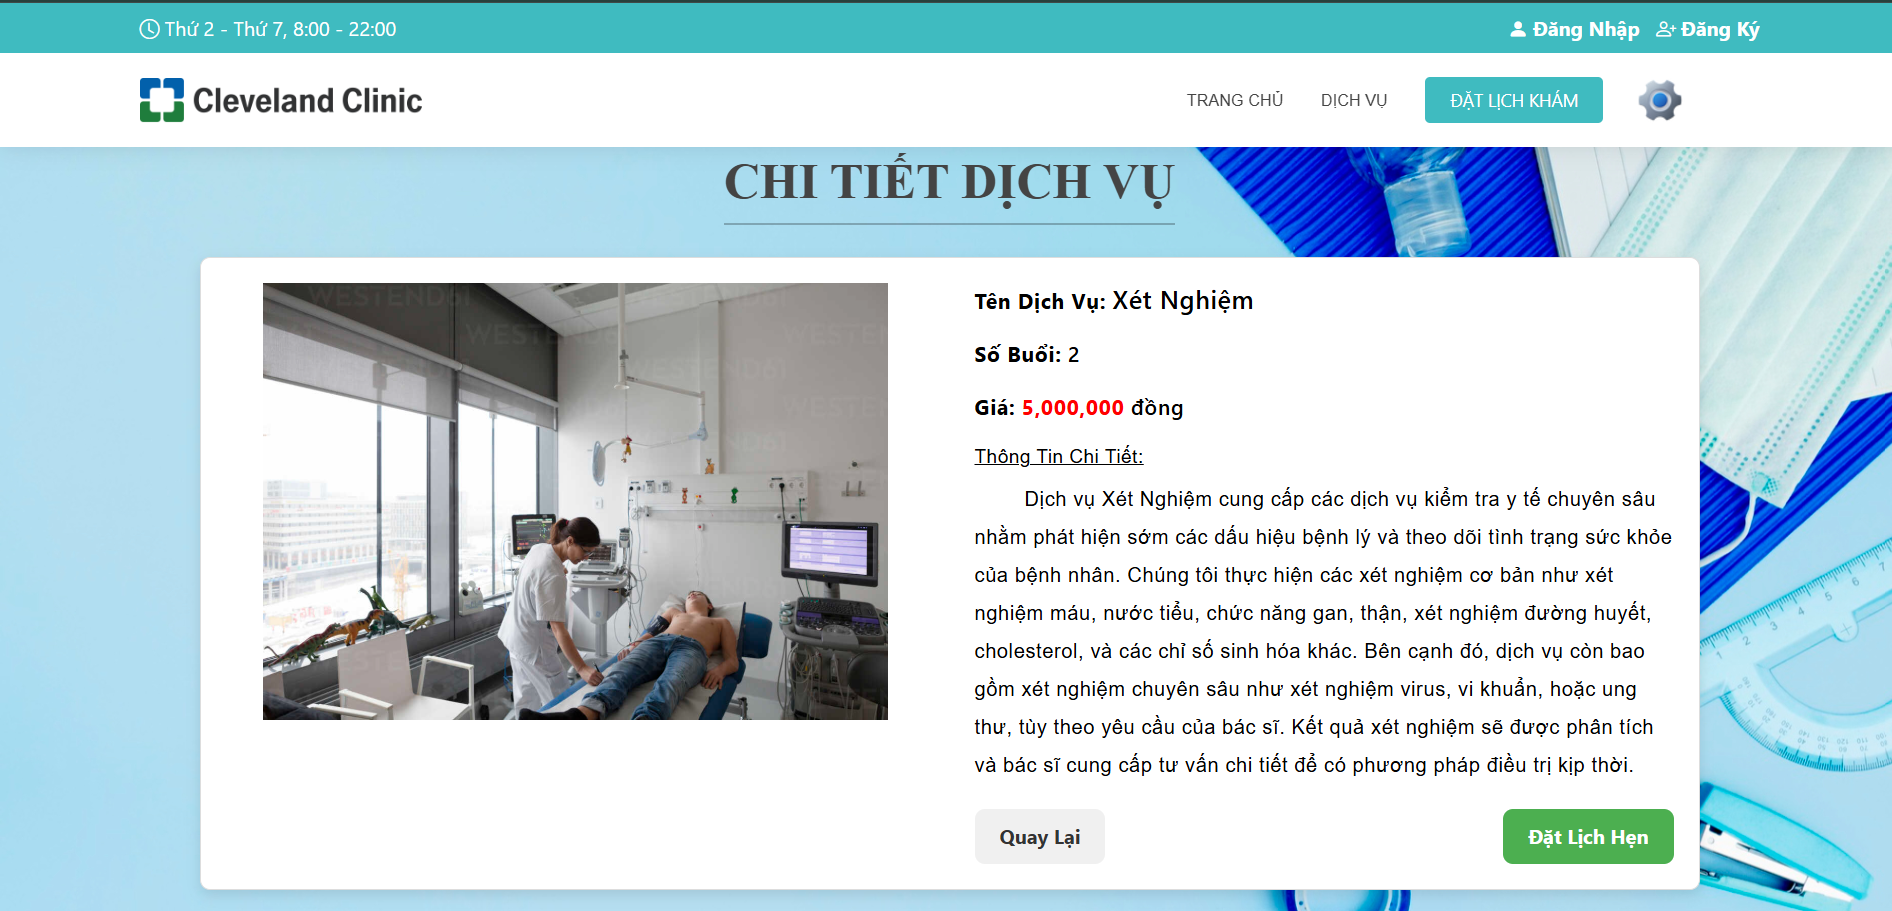 Thứ 2 - Thứ 7, 8:00 - 22:00
Đăng Nhập
Đăng Ký
Cleveland Clinic
TRANG CHỦ
DỊCH VỤ
ĐẶT LỊCH KHÁM
CHI TIẾT DỊCH VỤ
WESTEND61
WESTEND61
Tên Dịch Vụ: Xét Nghiệm
Số Buổi: 2
Giá: 5,000,000 đồng
Thông Tin Chi Tiết:
Dịch vụ Xét Nghiệm cung cấp các dịch vụ kiểm tra y tế chuyên sâu
nhằm phát hiện sớm các dấu hiệu bệnh lý và theo dõi tình trạng sức khỏe
của bệnh nhân. Chúng tôi thực hiện các xét nghiệm cơ bản như xét
nghiệm máu, nước tiểu, chức năng gan, thận, xét nghiệm đường huyết,
cholesterol, và các chỉ số sinh hóa khác. Bên cạnh đó, dịch vụ còn bao
gồm xét nghiệm chuyên sâu như xét nghiệm virus, vi khuẩn, hoặc ung
thư, tùy theo yêu cầu của bác sĩ. Kết quả xét nghiệm sẽ được phân tích
và bác sĩ cung cấp tư vấn chi tiết để có phương pháp điều trị kịp thời.
Quay Lại
Đặt Lịch Hẹn